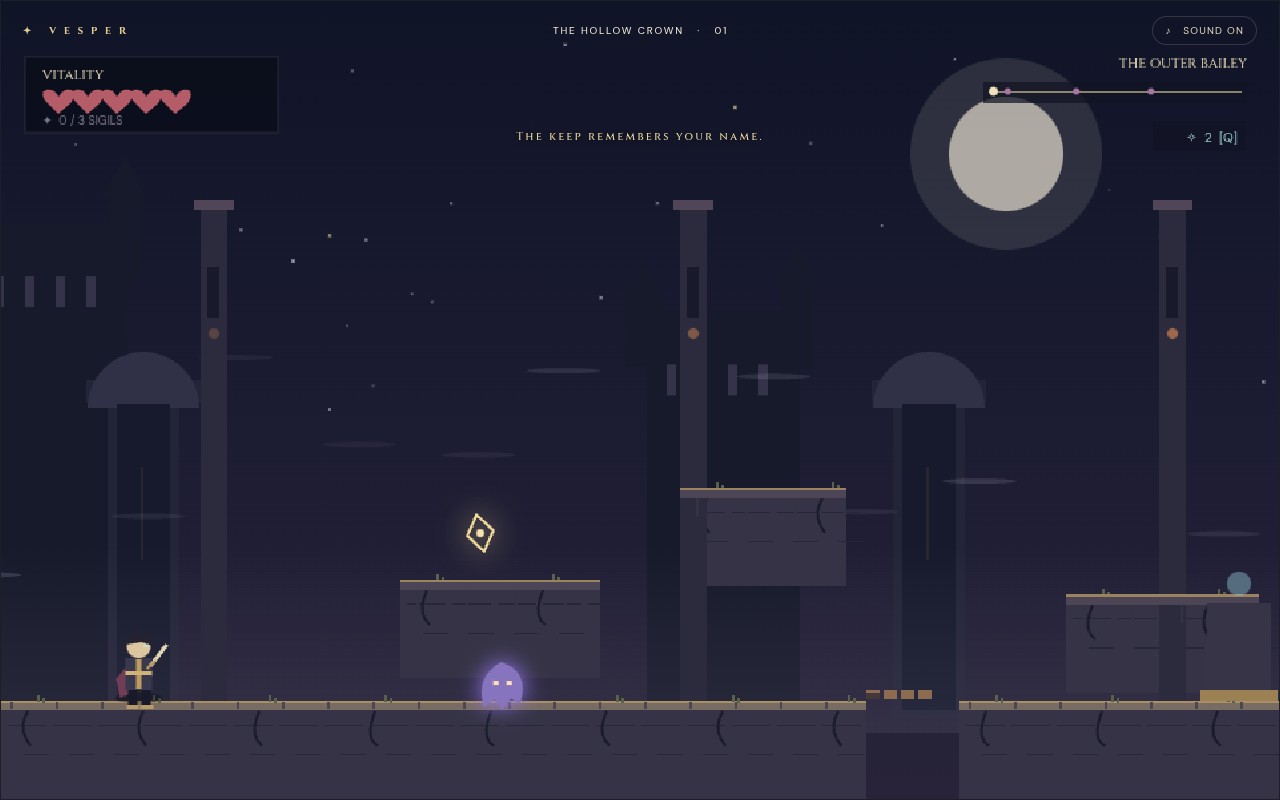 ✦ VESPER
THE HOLLOW CROWN · 01
♪ SOUND ON
VITALITY
✦ 0 / 3 SIGILS
THE OUTER BAILEY
THE KEEP REMEMBERS YOUR NAME.
✧ 2 [Q]